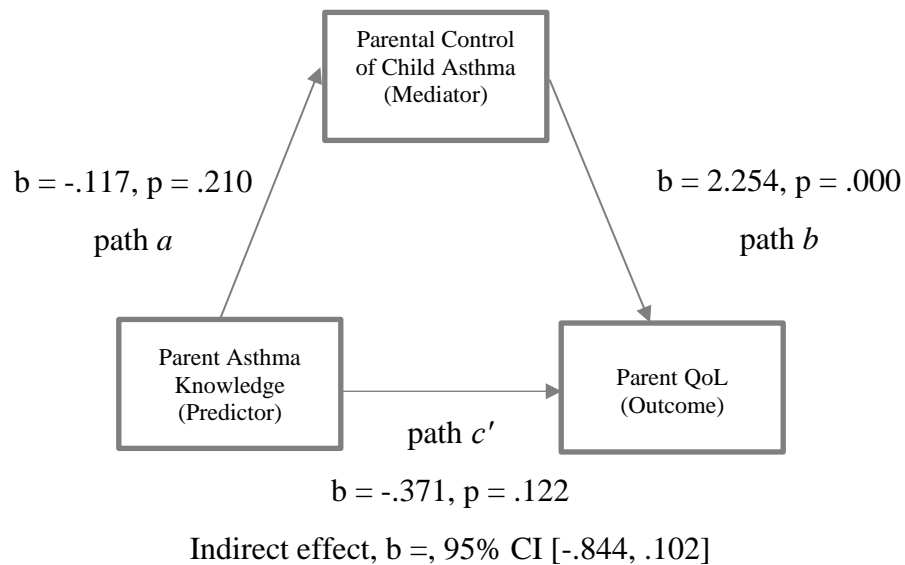 Parental Control
of Child Asthma
(Mediator)
b = -.117, p = .210
path a
b = 2.254, p = .000
path b
Parent Asthma
Knowledge
(Predictor)
Parent QoL
(Outcome)
path c′
b = -.371, p = .122
Indirect effect, b =, 95% CI [-.844, .102]